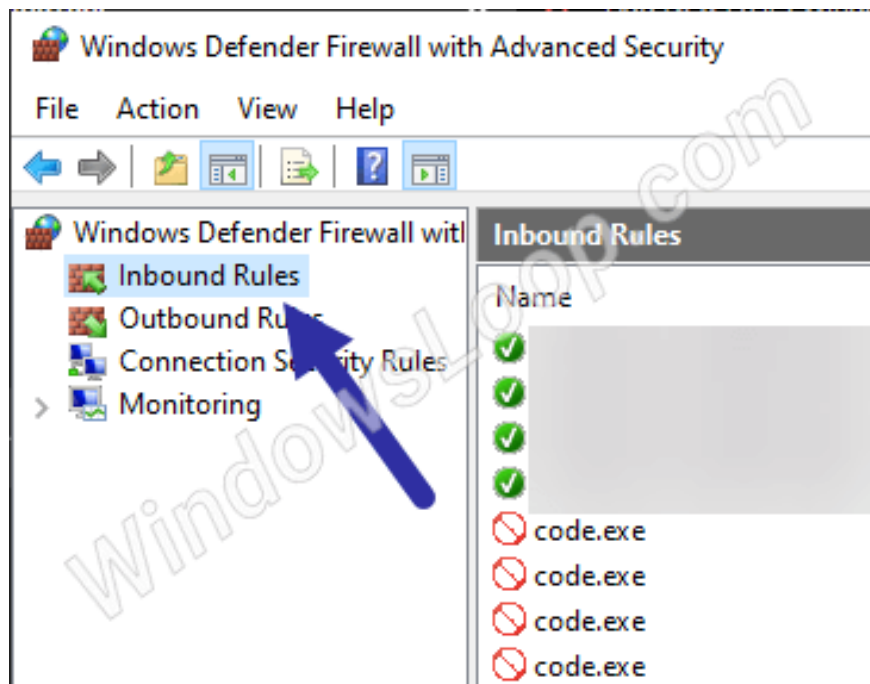 Windows Defender Firewall with Advanced Security
File Action View Help
Windows Defender Firewall witl
Inbound Rules
Outbound Rules
Connection Security Rules
Monitoring
Inbound Rules
Name
code.exe
code.exe
code.exe
code.exe
WindowsLoop.com